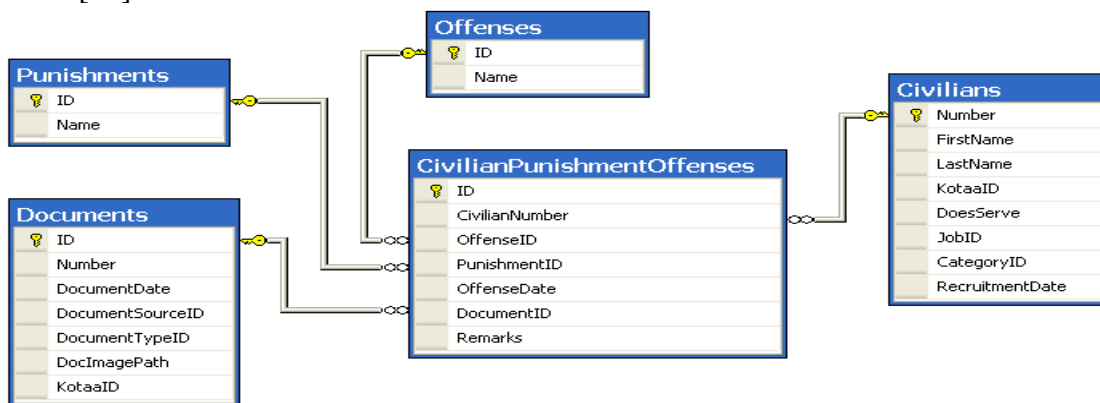 Offenses
ID
Name
Punishments
ID
Name
Civilians
Number
FirstName
LastName
KotaaID
DoesServe
JobID
CategoryID
RecruitmentDate
CivilianPunishmentOffenses
ID
CivilianNumber
OffenseID
PunishmentID
OffenseDate
DocumentID
Remarks
Documents
ID
Number
DocumentDate
DocumentSourceID
DocumentTypeID
DocImagePath
KotaaID